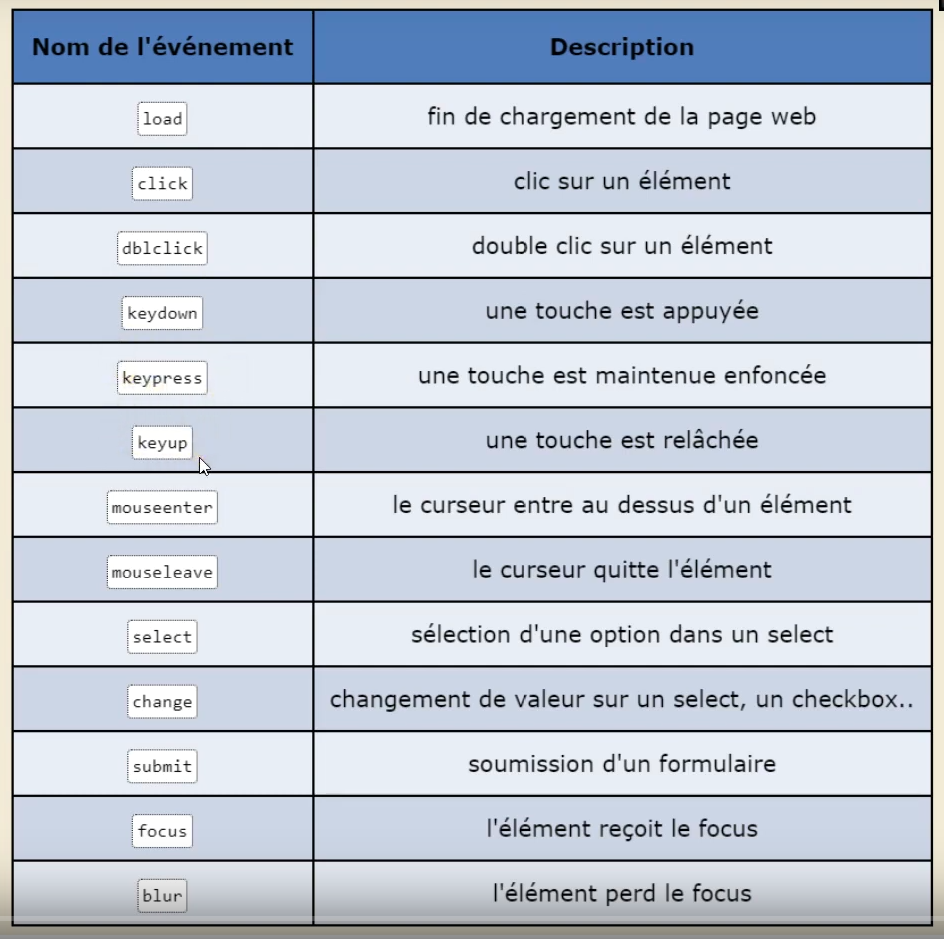 Nom de l'événement Description
load fin de chargement de la page web
click clic sur un élément
dblclick double clic sur un élément
keydown une touche est appuyée
keypress une touche est maintenue enfoncée
keyup une touche est relâchée
mouseenter le curseur entre au dessus d'un élément
mouseleave le curseur quitte l'élément
select sélection d'une option dans un select
change changement de valeur sur un select, un checkbox..
submit soumission d'un formulaire
focus l'élément reçoit le focus
blur l'élément perd le focus